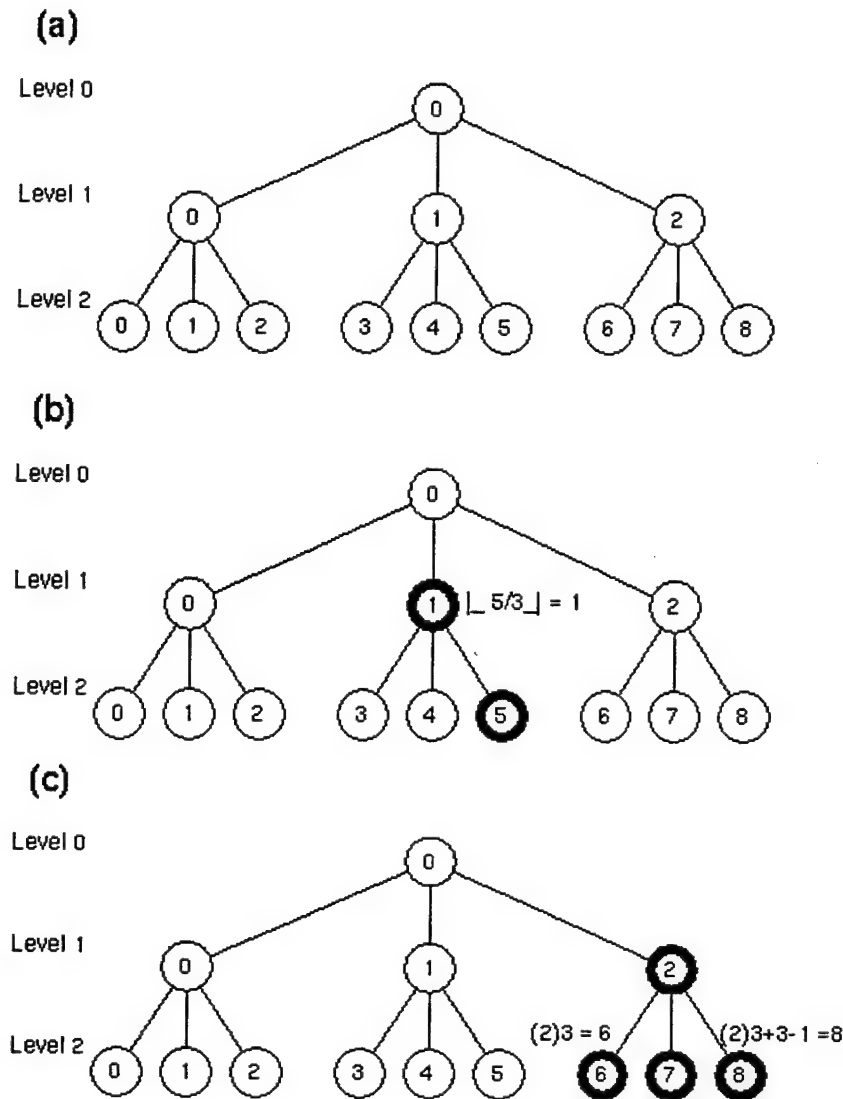 (a)
Level 0
0
Level 1
0 1 2
Level 2
0 1 2 3 4 5 6 7 8
(b)
Level 0
0
Level 1
0 1 |_ 5/3_| = 1 2
Level 2
0 1 2 3 4 5 6 7 8
(c)
Level 0
0
Level 1
0 1 2
(2)3 = 6 (2)3+3-1 =8
Level 2
0 1 2 3 4 5 6 7 8